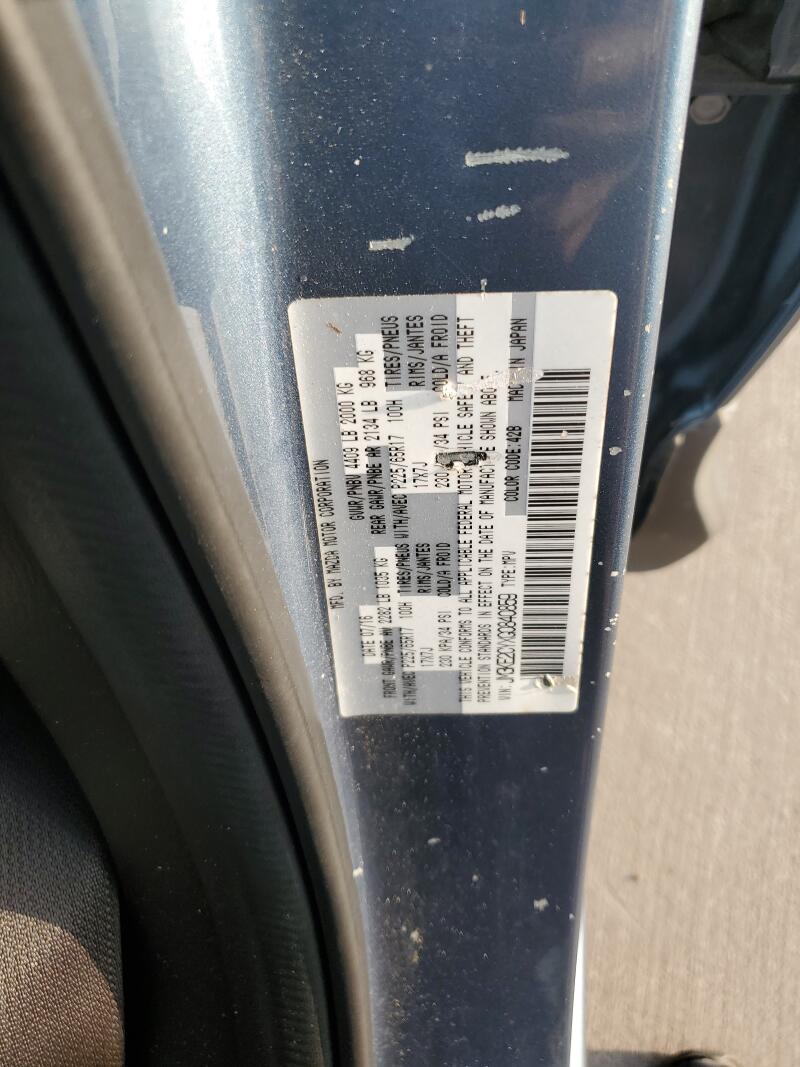 MFD. BY MAZDA MOTOR CORPORATION
DATE 07/16 GVWR/PNBV 4409 LB 2000 KG
FRONT GAWR/PNBE AV 2282 LB 1035 KG REAR GAWR/PNBE AR 2134 LB 968 KG
WITH/AVEC P225/65R17 100H TIRES/PNEUS WITH/AVEC P225/65R17 100H TIRES/PNEUS
17X7J RIMS/JANTES 17X7J RIMS/JANTES
230 KPA/34 PSI COLD/A FROID 230 /34 PSI COLD/A FROID
THIS VEHICLE CONFORMS TO ALL APPLICABLE FEDERAL MOTOR VEHICLE SAFETY AND THEFT
PREVENTION STANDARDS IN EFFECT ON THE DATE OF MANUFACTURE SHOWN ABOVE.
VIN: TYPE: MPV COLOR CODE: 42B MADE IN JAPAN